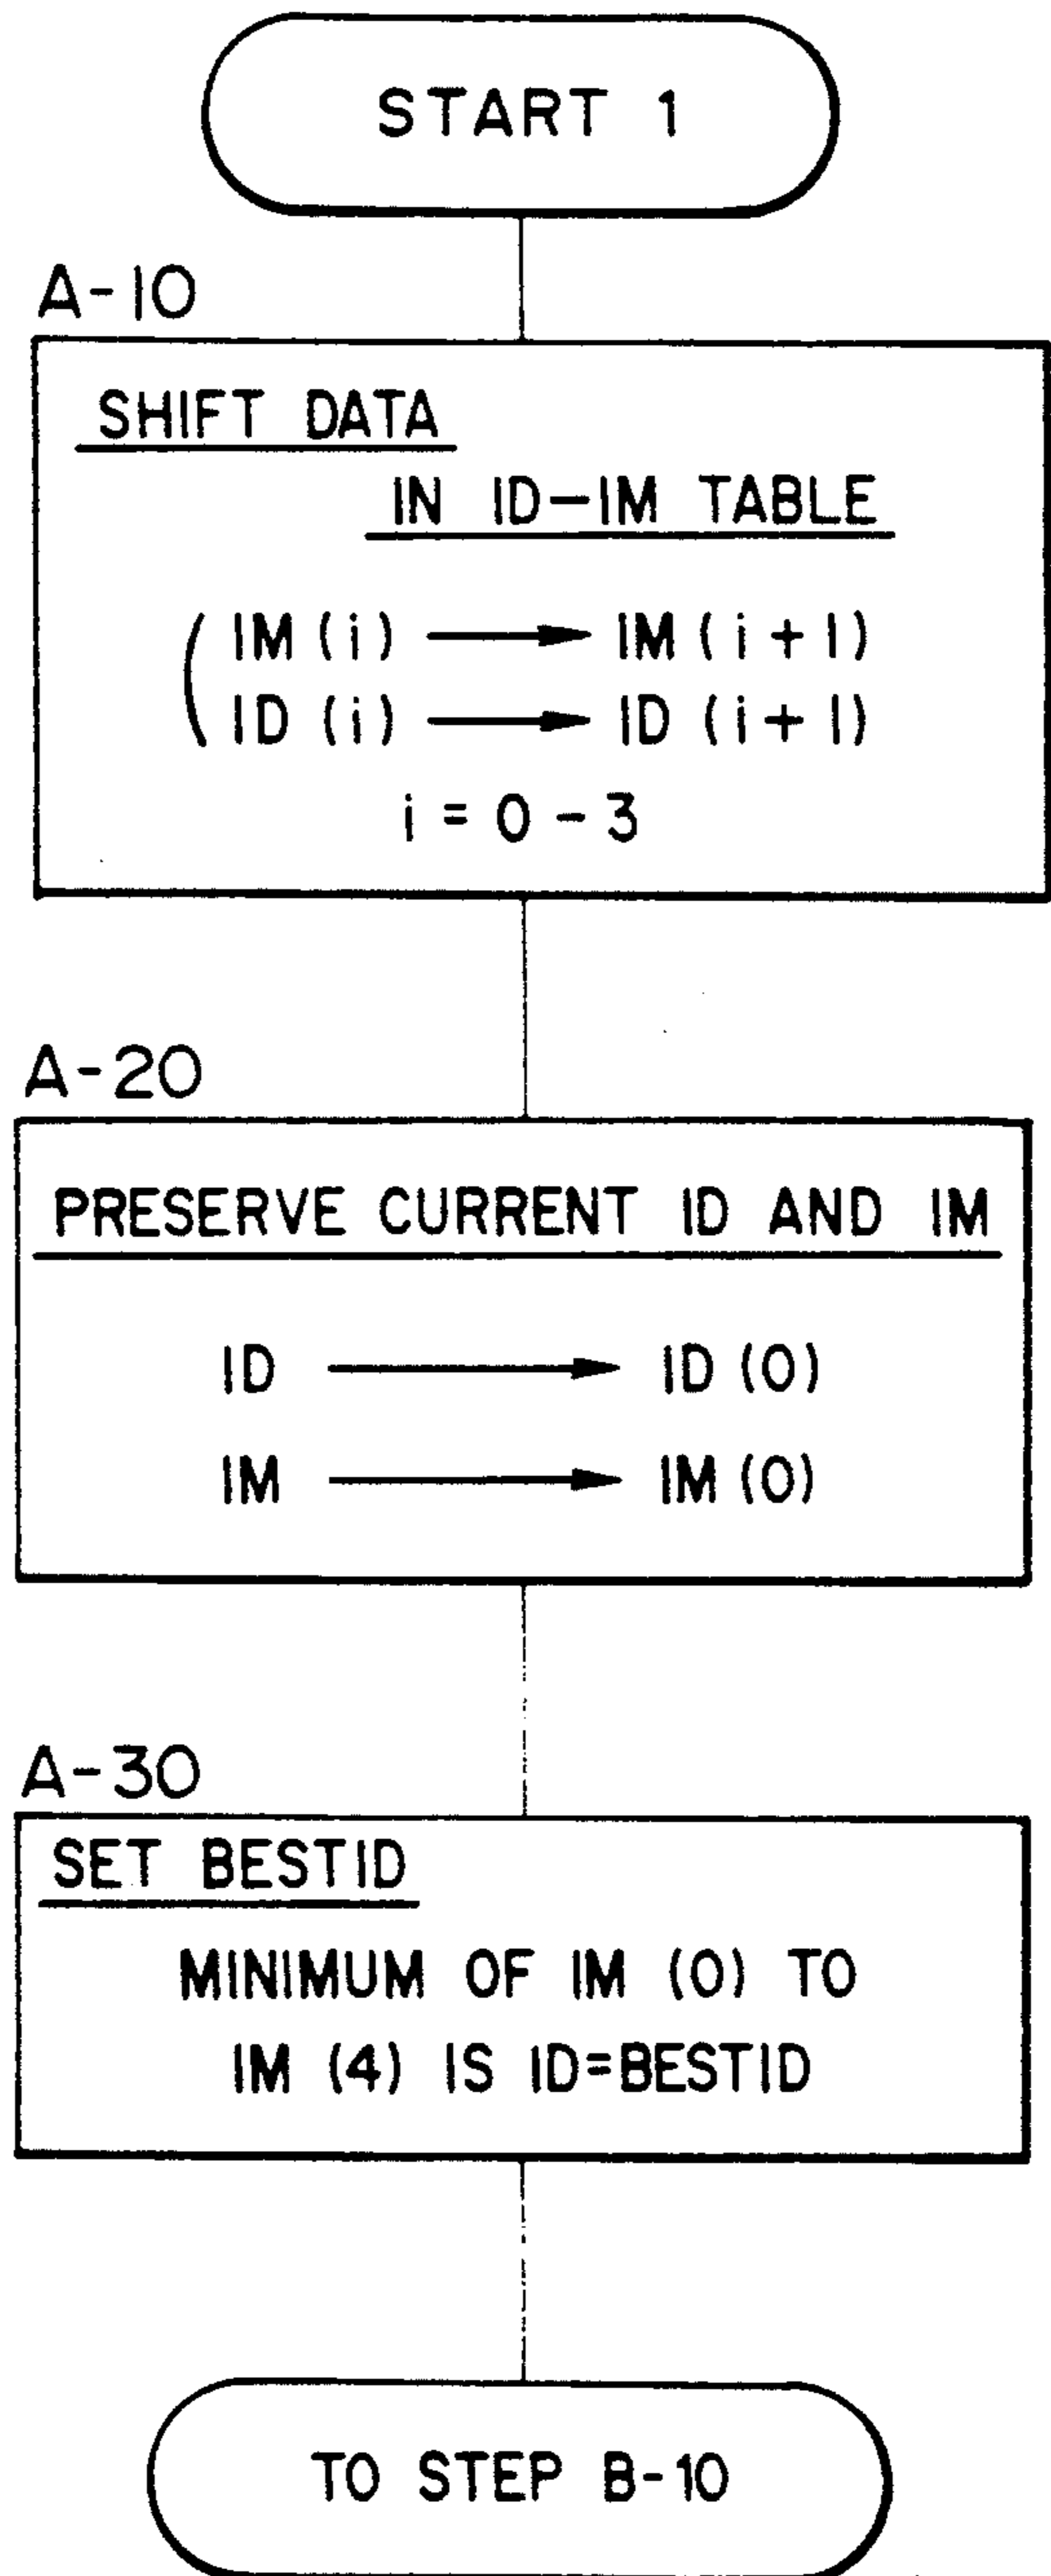 START 1
A-10
SHIFT DATA
IN ID-IM TABLE
( IM (i) → IM (i + 1)
ID (i) → ID (i + 1)
i = 0 - 3
A-20
PRESERVE CURRENT ID AND IM
ID → ID (0)
IM → IM (0)
A-30
SET BESTID
MINIMUM OF IM (0) TO
IM (4) IS ID=BESTID
TO STEP B-10